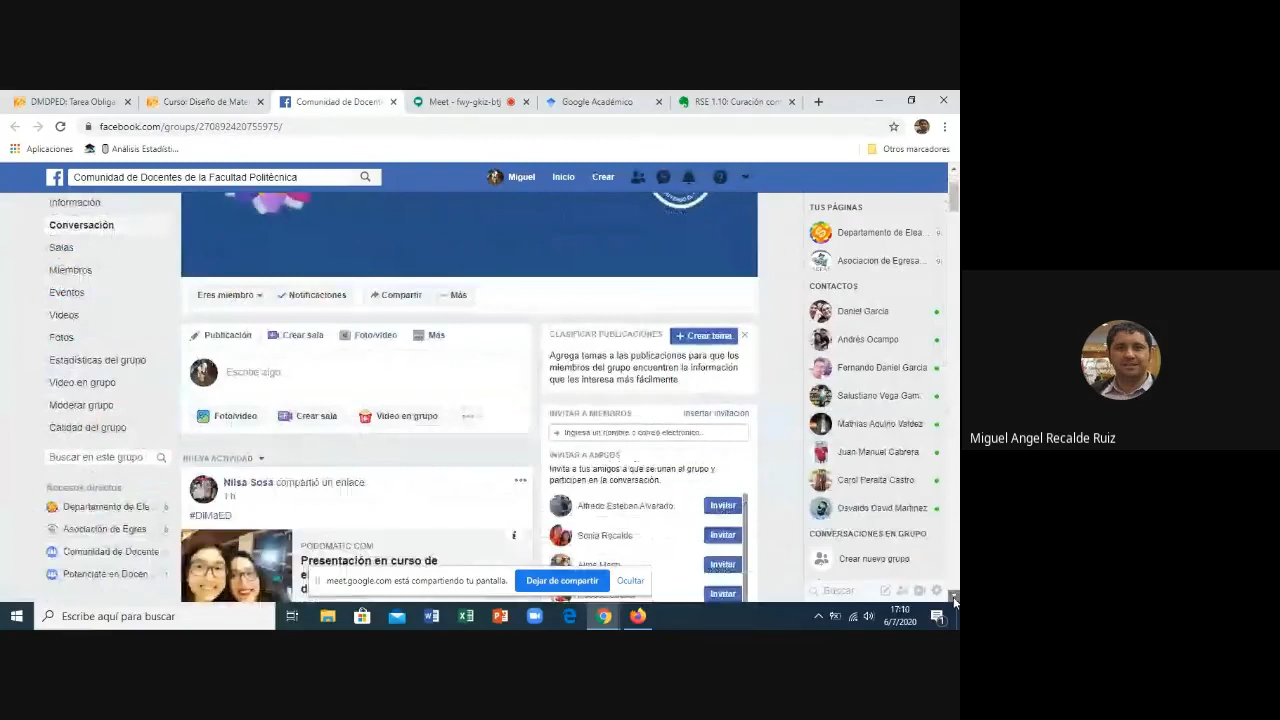 DMDPED: Tarea Obliga
Curso: Diseño de Mate
Comunidad de Docent
Meet - fwy-gkiz-btj
Google Académico
RSE 1.10: Curación com
facebook.com/groups/270892420755975/
Aplicaciones
Análisis Estadísti...
Otros marcadores
Comunidad de Docentes de la Facultad Politécnica
Miguel
Inicio
Crear
Información
Conversación
Salas
Miembros
Eventos
Videos
Fotos
Estadísticas del grupo
Video en grupo
Moderar grupo
Calidad del grupo
Buscar en este grupo
Accesos directos
Departamento de Ele...
Asociación de Egres
Comunidad de Docente
Potenciate en Docen
Eres miembro
Notificaciones
Compartir
Más
Publicación
Crear sala
Foto/video
Más
Escribe algo
Foto/video
Crear sala
Video en grupo
NUEVA ACTIVIDAD
Nilsa Sosa compartió un enlace
1 h
#DIMaED
PODOMATIC.COM
Presentación en curso de
CLASIFICAR PUBLICACIONES
+ Crear tema
Agrega temas a las publicaciones para que los
miembros del grupo encuentren la información
que les interesa más fácilmente
INVITAR A MIEMBROS
Insertar invitación
+ Ingresa un nombre o correo electrónico..
INVITAR A AMIGOS
Invita a tus amigos a que se unan al grupo y
participen en la conversación.
Alfredo Esteban Alvarado
Invitar
Sonia Recalde
Invitar
Invitar
Invitar
TUS PÁGINAS
Departamento de Elea...
Asociacion de Egresa...
CONTACTOS
Daniel Garcia
Andrés Ocampo
Fernando Daniel Garcia
Salustiano Vega Gam.
Mathias Aquino Valdez
Juan Manuel Cabrera
Carol Peralta Castro
Osvaldo David Martinez
CONVERSACIONES EN GRUPO
Crear nuevo grupo
Buscar
meet.google.com está compartiendo tu pantalla.
Dejar de compartir
Ocultar
Escribe aquí para buscar
17:10
6/7/2020
Miguel Angel Recalde Ruiz